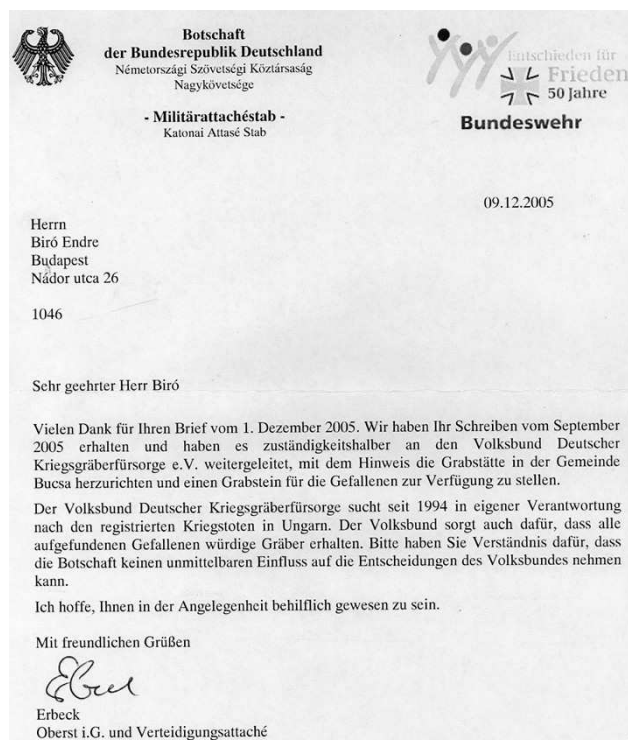 Botschaft
der Bundesrepublik Deutschland
Németországi Szövetségi Köztársaság
Nagykövetsége
- Militärattachéstab -
Katonai Attasé Stab
Entschieden für
Frieden
50 Jahre
Bundeswehr
09.12.2005
Herrn
Biró Endre
Budapest
Nádor utca 26
1046
Sehr geehrter Herr Biró
Vielen Dank für Ihren Brief vom 1. Dezember 2005. Wir haben Ihr Schreiben vom September
2005 erhalten und haben es zuständigkeitshalber an den Volksbund Deutscher
Kriegsgräberfürsorge e.V. weitergeleitet, mit dem Hinweis die Grabstätte in der Gemeinde
Bucsa herzurichten und einen Grabstein für die Gefallenen zur Verfügung zu stellen.
Der Volksbund Deutscher Kriegsgräberfürsorge sucht seit 1994 in eigener Verantwortung
nach den registrierten Kriegstoten in Ungarn. Der Volksbund sorgt auch dafür, dass alle
aufgefundenen Gefallenen würdige Gräber erhalten. Bitte haben Sie Verständnis dafür, dass
die Botschaft keinen unmittelbaren Einfluss auf die Entscheidungen des Volksbundes nehmen
kann.
Ich hoffe, Ihnen in der Angelegenheit behilflich gewesen zu sein.
Mit freundlichen Grüßen
Erbeck
Oberst i.G. und Verteidigungsattaché